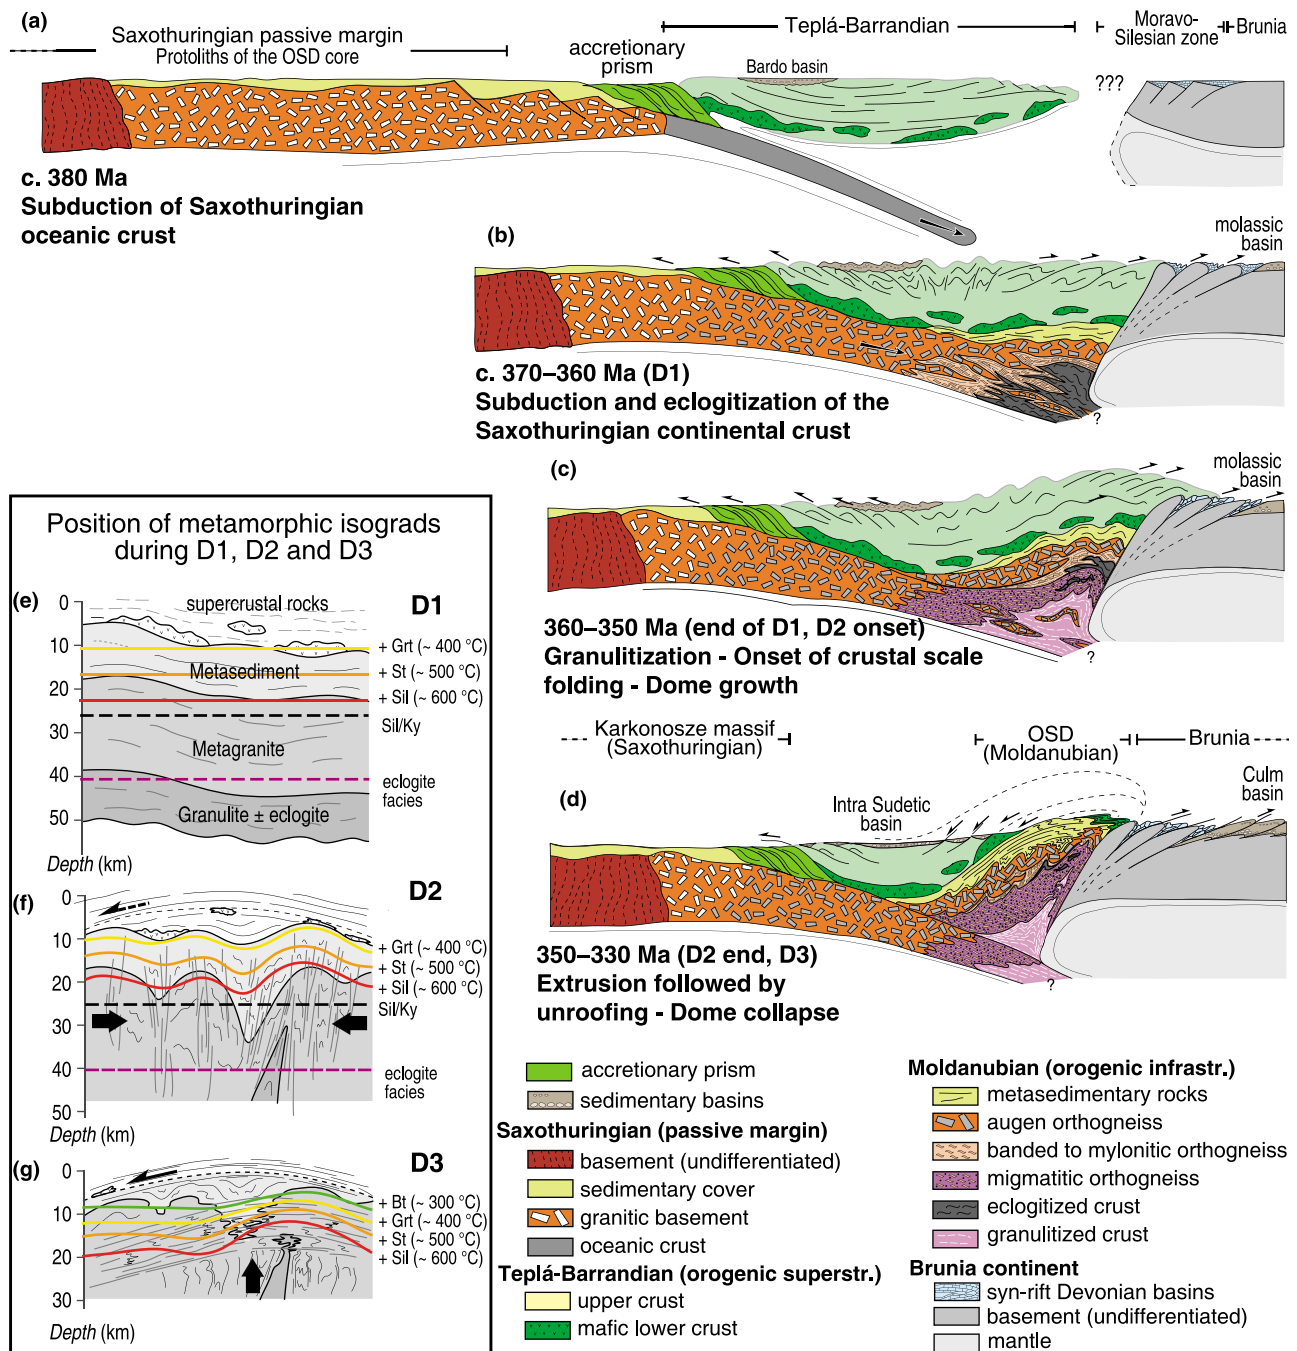 (a)
Saxothuringian passive margin
Protoliths of the OSD core
accretionary
prism
Teplá-Barrandian
Bardo basin
Moravo-
Silesian zone
Brunia
???
c. 380 Ma
Subduction of Saxothuringian
oceanic crust
(b)
molassic
basin
c. 370–360 Ma (D1)
Subduction and eclogitization of the
Saxothuringian continental crust
?
(c)
molassic
basin
360–350 Ma (end of D1, D2 onset)
Granulitization - Onset of crustal scale
folding - Dome growth
?
Karkonosze massif
(Saxothuringian)
OSD
(Moldanubian)
Brunia
(d)
Intra Sudetic
basin
Culm
basin
350–330 Ma (D2 end, D3)
Extrusion followed by
unroofing - Dome collapse
?
Position of metamorphic isograds
during D1, D2 and D3
(e)
D1
supercrustal rocks
0
10
20
30
40
50
+ Grt (~ 400 °C)
Metasediment
+ St (~ 500 °C)
+ Sil (~ 600 °C)
Sil/Ky
Metagranite
eclogite
facies
Granulite ± eclogite
Depth (km)
(f)
D2
0
10
20
30
40
50
+ Grt (~ 400 °C)
+ St (~ 500 °C)
+ Sil (~ 600 °C)
Sil/Ky
eclogite
facies
Depth (km)
(g)
D3
0
10
20
30
+ Bt (~ 300 °C)
+ Grt (~ 400 °C)
+ St (~ 500 °C)
+ Sil (~ 600 °C)
Depth (km)
accretionary prism
sedimentary basins
Saxothuringian (passive margin)
basement (undifferentiated)
sedimentary cover
granitic basement
oceanic crust
Teplá-Barrandian (orogenic superstr.)
upper crust
mafic lower crust
Moldanubian (orogenic infrastr.)
metasedimentary rocks
augen orthogneiss
banded to mylonitic orthogneiss
migmatitic orthogneiss
eclogitized crust
granulitized crust
Brunia continent
syn-rift Devonian basins
basement (undifferentiated)
mantle